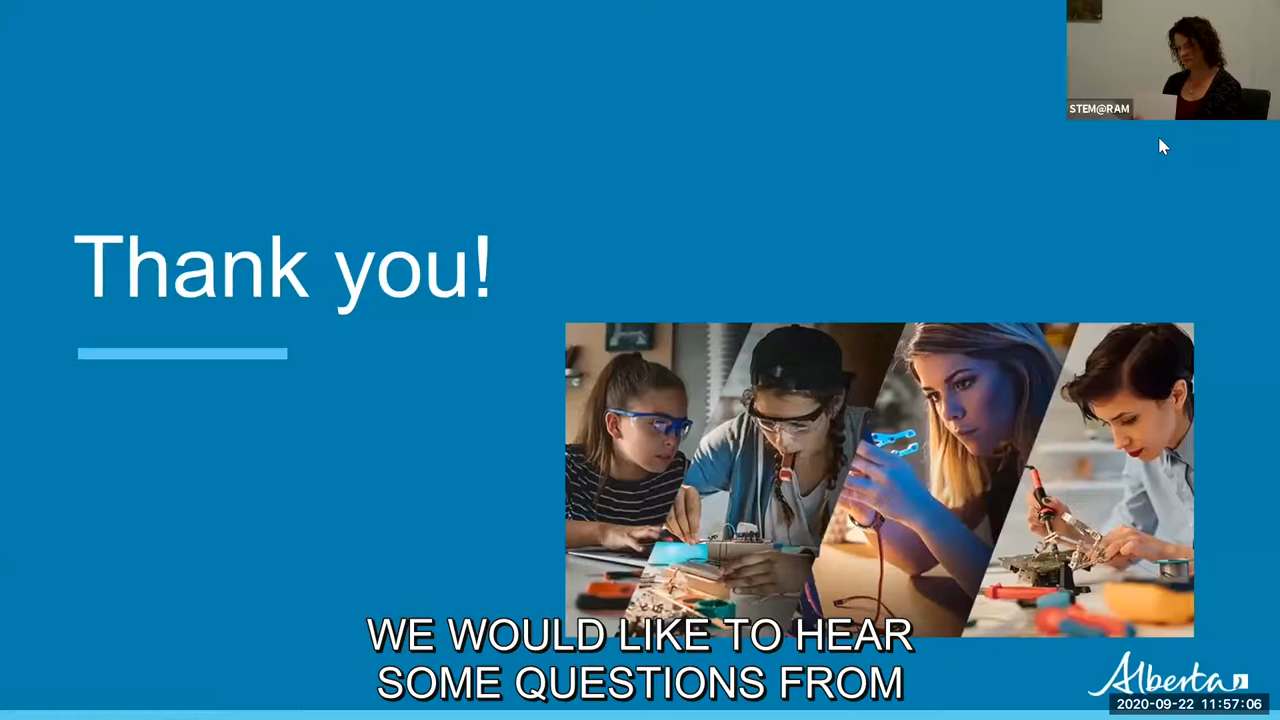 STEM@RAM
Thank you!
WE WOULD LIKE TO HEAR
SOME QUESTIONS FROM
Alberta
2020-09-22 11:57:06